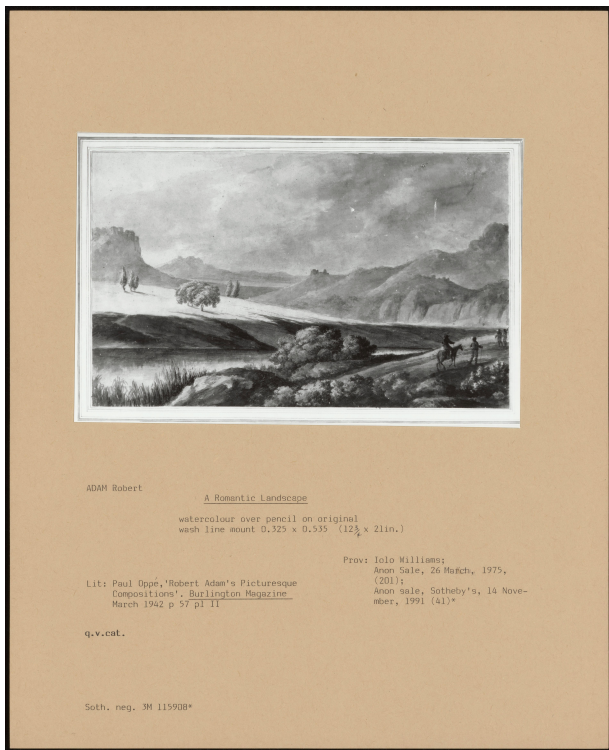 ADAM Robert
A Romantic Landscape
watercolour over pencil on original
wash line mount 0.325 x 0.535 (12¾ x 21in.)
Prov: Iolo Williams;
Anon Sale, 26 March, 1975,
(201);
Anon sale, Sotheby's, 14 Nove-
mber, 1991 (41)*
Lit: Paul Oppé,'Robert Adam's Picturesque
Compositions', Burlington Magazine
March 1942 p 57 pl II
q.v.cat.
Soth. neg. 3M 11590B*